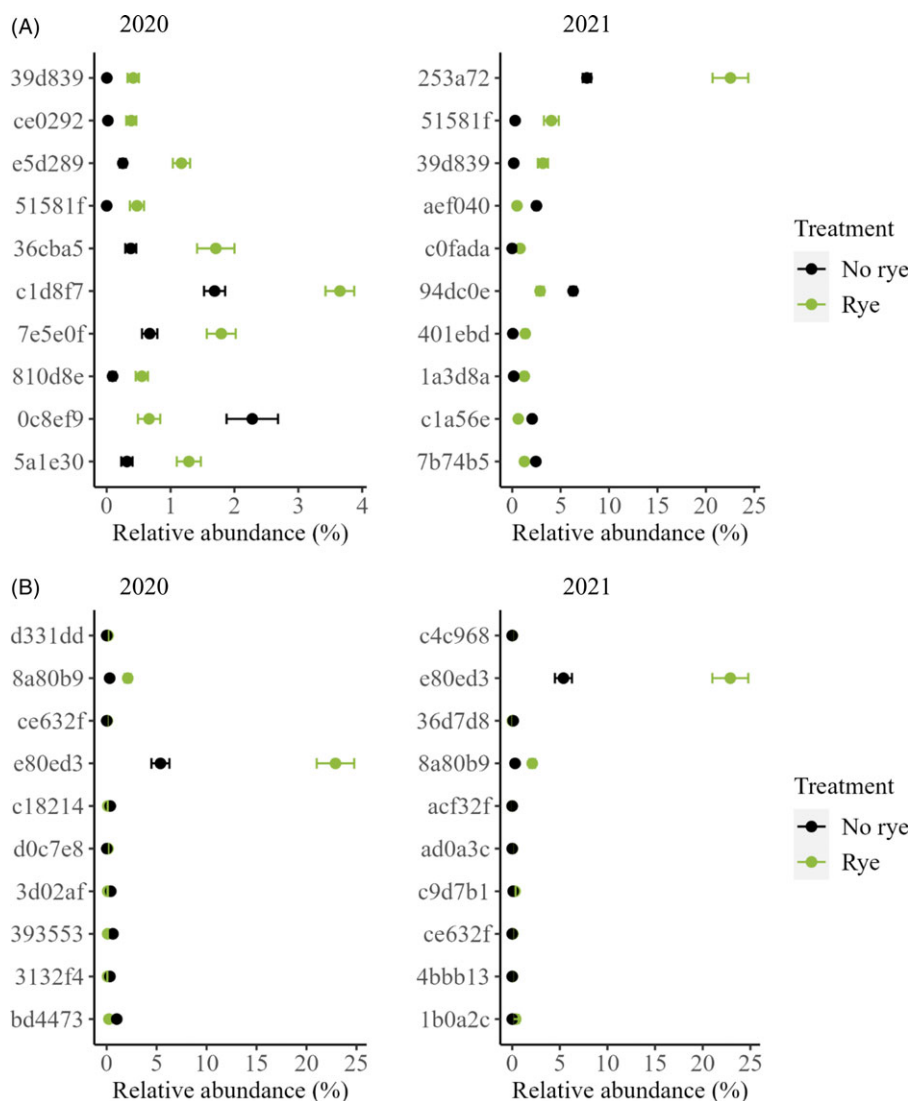 (A)
2020
2021
39d839
ce0292
e5d289
51581f
36cba5
c1d8f7
7e5e0f
810d8e
0c8ef9
5a1e30
0 1 2 3 4
Relative abundance (%)
253a72
51581f
39d839
aef040
c0fada
94dc0e
401ebd
1a3d8a
c1a56e
7b74b5
0 5 10 15 20 25
Relative abundance (%)
Treatment
No rye
Rye
(B)
2020
2021
d331dd
8a80b9
ce632f
e80ed3
c18214
d0c7e8
3d02af
393553
3132f4
bd4473
0 5 10 15 20 25
Relative abundance (%)
c4c968
e80ed3
36d7d8
8a80b9
acf32f
ad0a3c
c9d7b1
ce632f
4bbb13
1b0a2c
0 5 10 15 20 25
Relative abundance (%)
Treatment
No rye
Rye